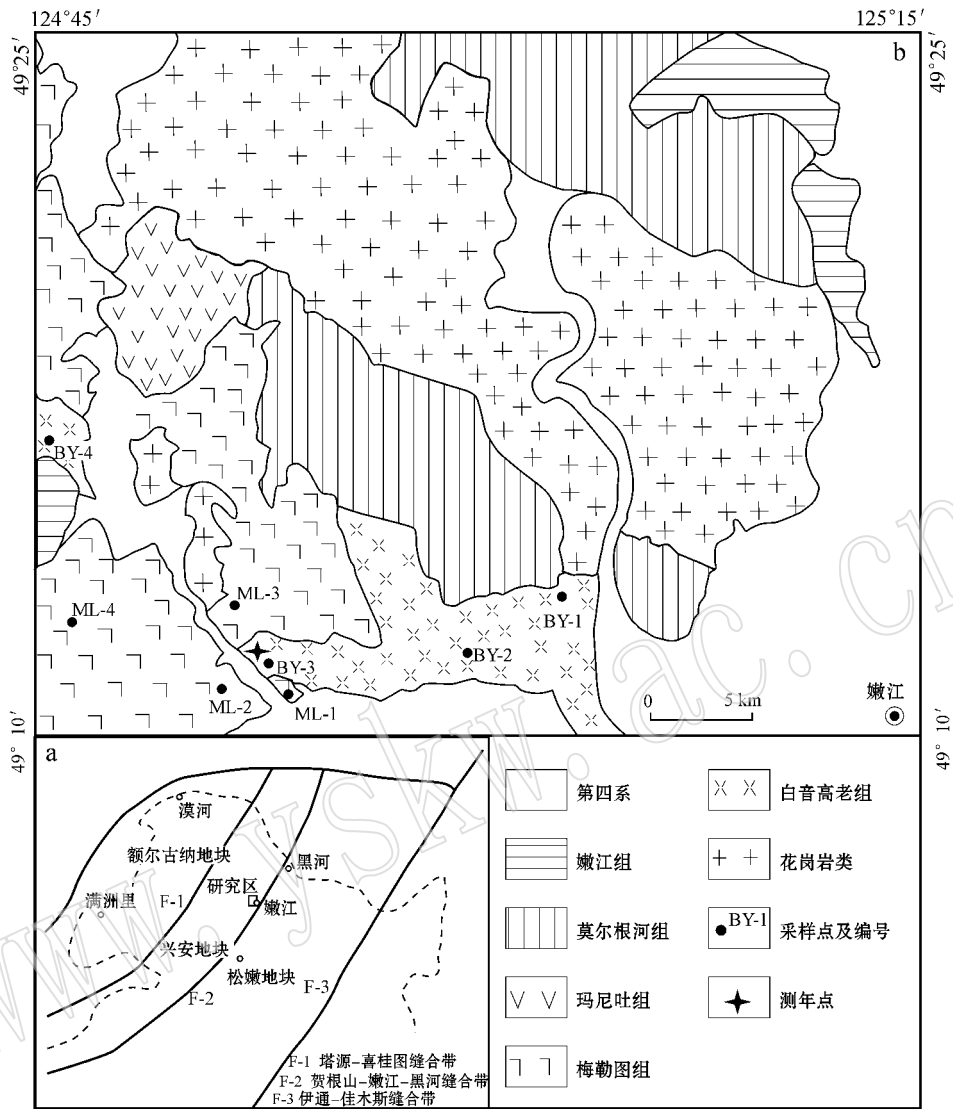 124°45′
125°15′
49°25′
b
49°25′
BY-4
ML-3
ML-4
BY-1
BY-2
BY-3
ML-2
ML-1
0 5 km
嫩江
49° 10′
49° 10′
a
漠河
额尔古纳地块
黑河
满洲里
F-1
研究区
嫩江
兴安地块
松嫩地块
F-2
F-3
F-1 塔源-喜桂图缝合带
F-2 贺根山-嫩江-黑河缝合带
F-3 伊通-佳木斯缝合带
第四系
白音高老组
嫩江组
花岗岩类
莫尔根河组
BY-1
采样点及编号
玛尼吐组
测年点
梅勒图组
www.yskw.ac.cn